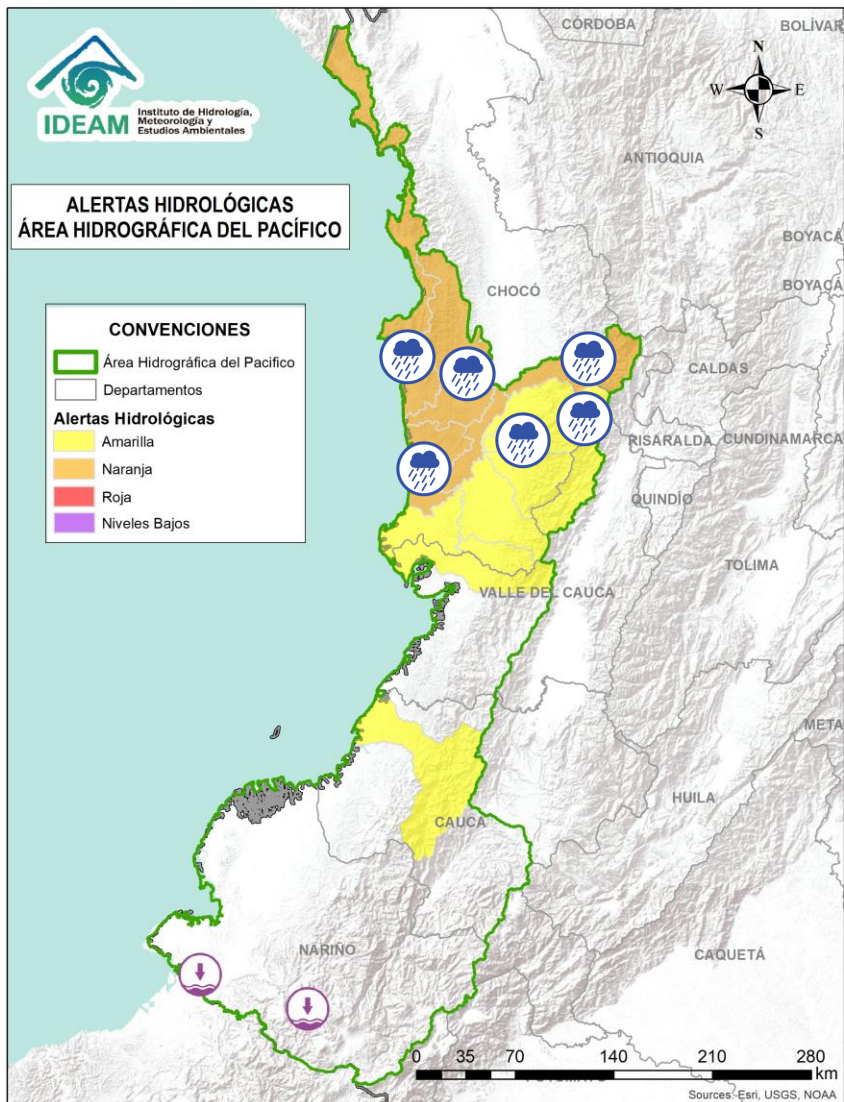 CÓRDOBA
BOLÍVAR
IDEAM
Instituto de Hidrología,
Meteorología y
Estudios Ambientales
N
W
E
S
ANTIOQUIA
ALERTAS HIDROLÓGICAS
ÁREA HIDROGRÁFICA DEL PACÍFICO
BOYACÁ
BOYACÁ
CHOCÓ
CONVENCIONES
Área Hidrográfica del Pacifico
Departamentos
Alertas Hidrológicas
Amarilla
Naranja
Roja
Niveles Bajos
CALDAS
RISARALDA
CUNDINAMARCA
QUINDÍO
TOLIMA
VALLE DEL CAUCA
META
HUILA
CAUCA
NARIÑO
CAQUETÁ
0 35 70 140 210 280
km
Sources: Esri, USGS, NOAA